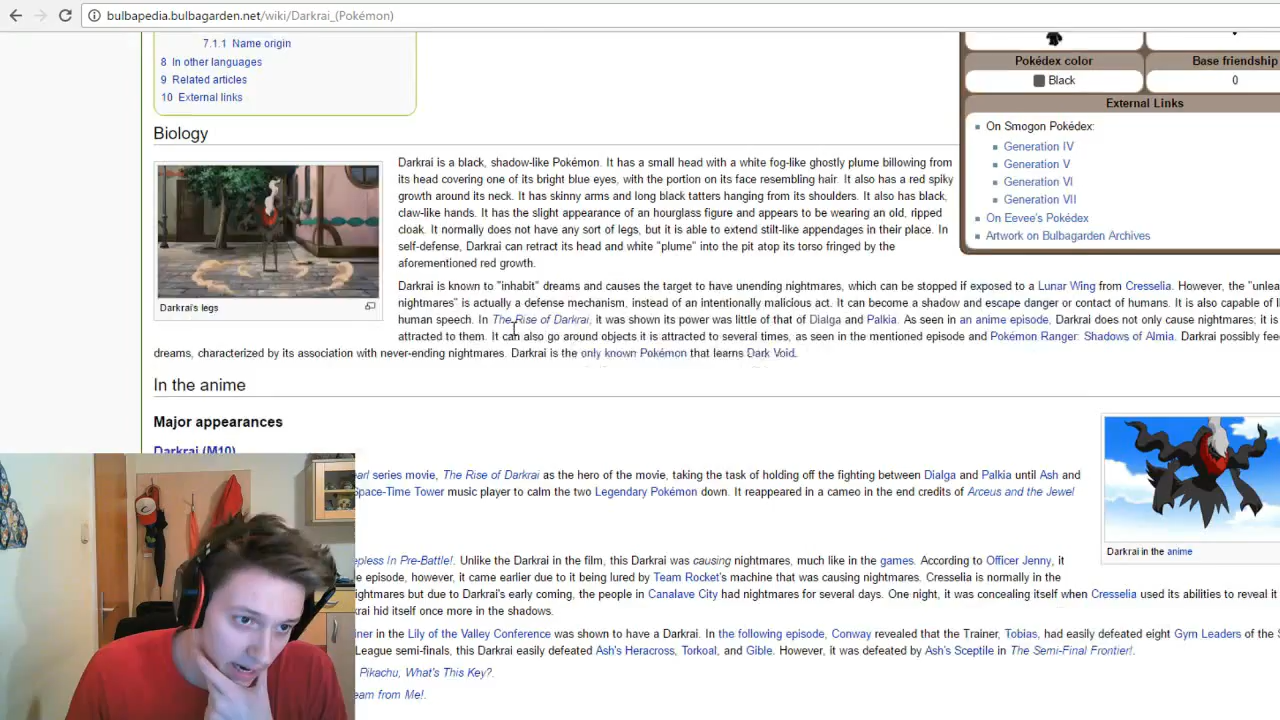 bulbapedia.bulbagarden.net/wiki/Darkrai_(Pokémon)
7.1.1 Name origin
8 In other languages
9 Related articles
10 External links
Pokédex color
Base friendship
Black
0
External Links
On Smogon Pokédex:
Generation IV
Generation V
Generation VI
Generation VII
On Eevee's Pokédex
Artwork on Bulbagarden Archives
Biology
Darkrai's legs
Darkrai is a black, shadow-like Pokémon. It has a small head with a white fog-like ghostly plume billowing from
its head covering one of its bright blue eyes, with the portion on its face resembling hair. It also has a red spiky
growth around its neck. It has skinny arms and long black tatters hanging from its shoulders. It also has black,
claw-like hands. It has the slight appearance of an hourglass figure and appears to be wearing an old, ripped
cloak. It normally does not have any sort of legs, but it is able to extend stilt-like appendages in their place. In
self-defense, Darkrai can retract its head and white "plume" into the pit atop its torso fringed by the
aforementioned red growth.
Darkrai is known to "inhabit" dreams and causes the target to have unending nightmares, which can be stopped if exposed to a Lunar Wing from Cresselia. However, the "unlea
nightmares" is actually a defense mechanism, instead of an intentionally malicious act. It can become a shadow and escape danger or contact of humans. It is also capable of
human speech. In The Rise of Darkrai, it was shown its power was little of that of Dialga and Palkia. As seen in an anime episode, Darkrai does not only cause nightmares; it is
attracted to them. It can also go around objects it is attracted to several times, as seen in the mentioned episode and Pokémon Ranger: Shadows of Almia. Darkrai possibly fee
dreams, characterized by its association with never-ending nightmares. Darkrai is the only known Pokémon that learns Dark Void.
In the anime
Major appearances
Darkrai (M10)
arl series movie, The Rise of Darkrai as the hero of the movie, taking the task of holding off the fighting between Dialga and Palkia until Ash and
Space-Time Tower music player to calm the two Legendary Pokémon down. It reappeared in a cameo in the end credits of Arceus and the Jewel
Darkrai in the anime
epless In Pre-Battle!. Unlike the Darkrai in the film, this Darkrai was causing nightmares, much like in the games. According to Officer Jenny, it
e episode, however, it came earlier due to it being lured by Team Rocket's machine that was causing nightmares. Cresselia is normally in the
ightmares but due to Darkrai's early coming, the people in Canalave City had nightmares for several days. One night, it was concealing itself when Cresselia used its abilities to reveal it
krai hid itself once more in the shadows.
iner in the Lily of the Valley Conference was shown to have a Darkrai. In the following episode, Conway revealed that the Trainer, Tobias, had easily defeated eight Gym Leaders of the S
League semi-finals, this Darkrai easily defeated Ash's Heracross, Torkoal, and Gible. However, it was defeated by Ash's Sceptile in The Semi-Final Frontier!.
Pikachu, What's This Key?.
eam from Me!.